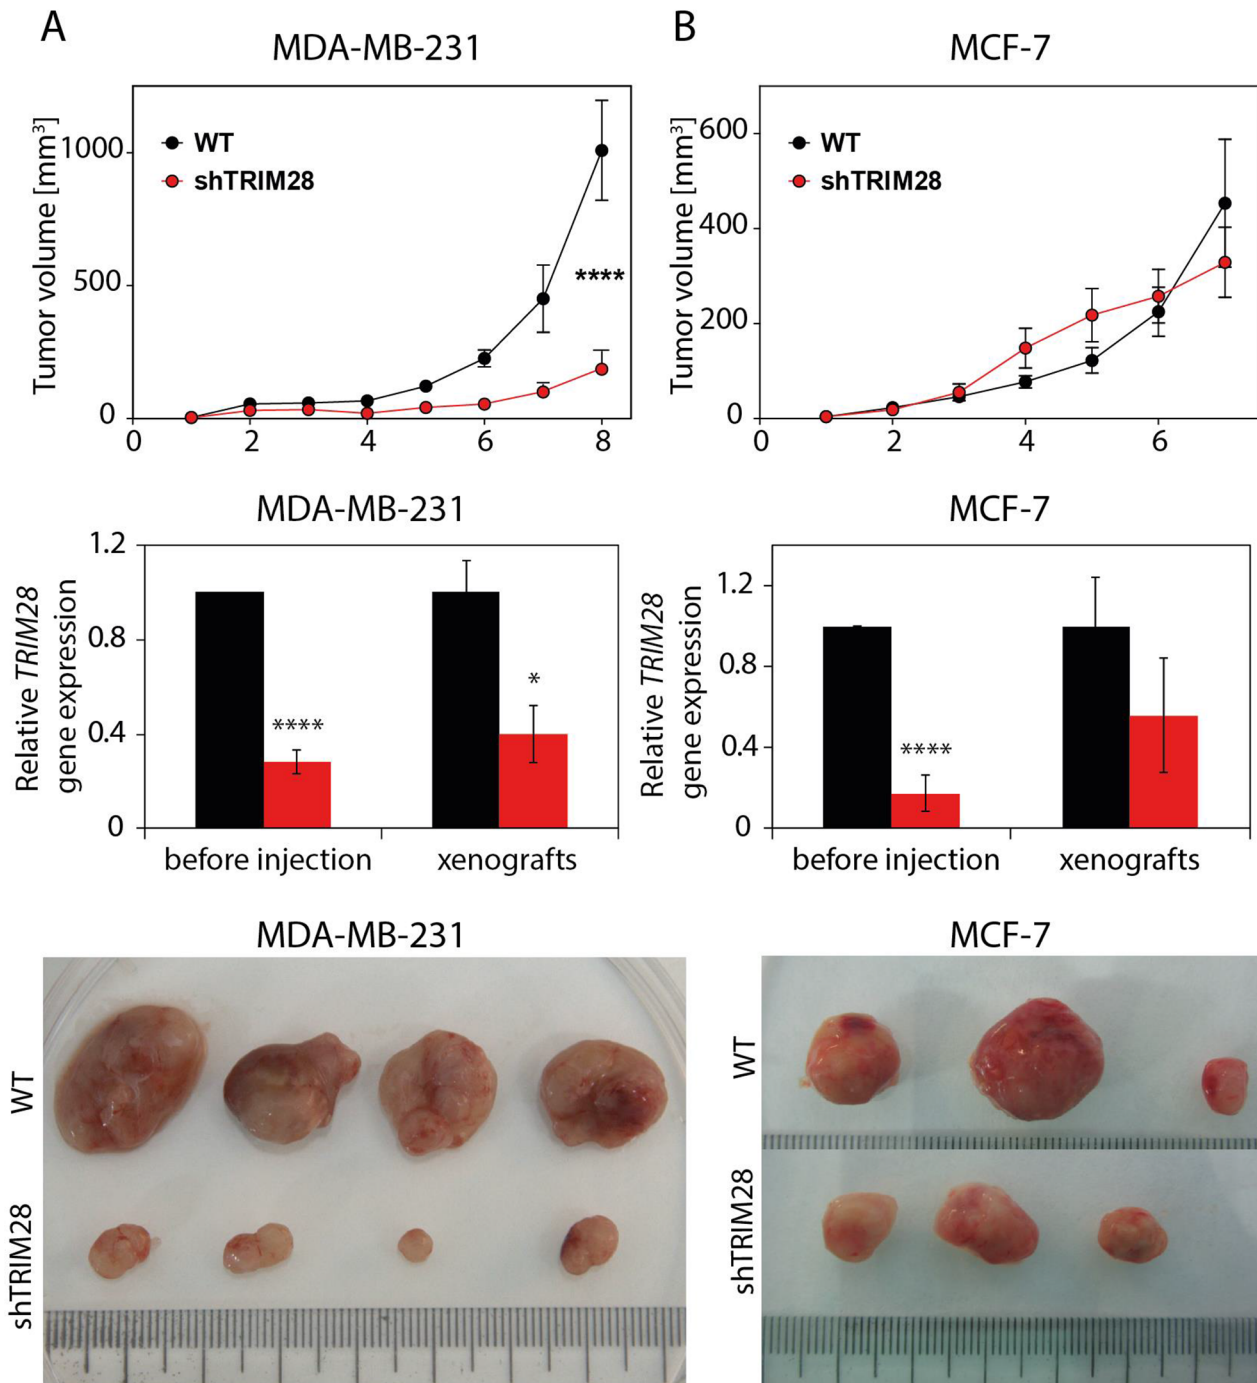 A
MDA-MB-231
Tumor volume [mm³]
1000
500
0
WT
shTRIM28
****
0 2 4 6 8
B
MCF-7
Tumor volume [mm³]
600
400
200
0
WT
shTRIM28
0 2 4 6
MDA-MB-231
Relative TRIM28
gene expression
1.2
0.8
0.4
0
****
*
before injection xenografts
MCF-7
Relative TRIM28
gene expression
1.2
0.8
0.4
0
****
before injection xenografts
MDA-MB-231
WT
shTRIM28
MCF-7
WT
shTRIM28